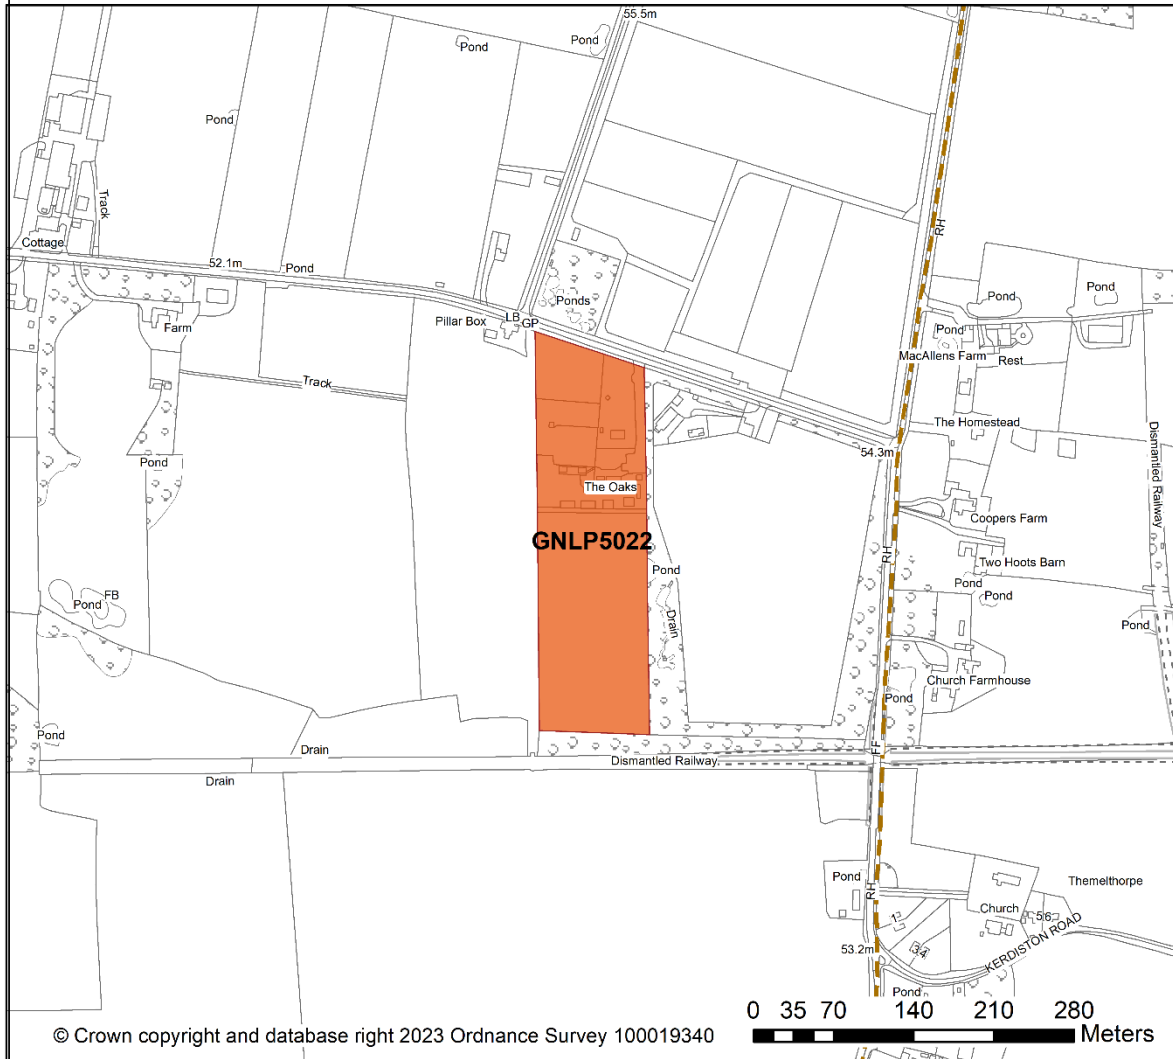 55.5m
Pond
Pond
Pond
Track
RH
Cottage
52.1m
Pond
Pond
Pond
Ponds
LB
GP
Pillar Box
Farm
Pond
MacAllens Farm
Rest
Track
The Homestead
54.3m
Dismantled Railway
Pond
The Oaks
Coopers Farm
GNLP5022
RH
Two Hoots Barn
Pond
Pond
Pond
FB
Pond
Drain
Pond
Church Farmhouse
Pond
Pond
Drain
FF
Dismantled Railway
Drain
Pond
RH
Themelthorpe
Church
1
5
6
34
53.2m
KERDISTON ROAD
Pond
0 35 70 140 210 280
Meters
© Crown copyright and database right 2023 Ordnance Survey 100019340